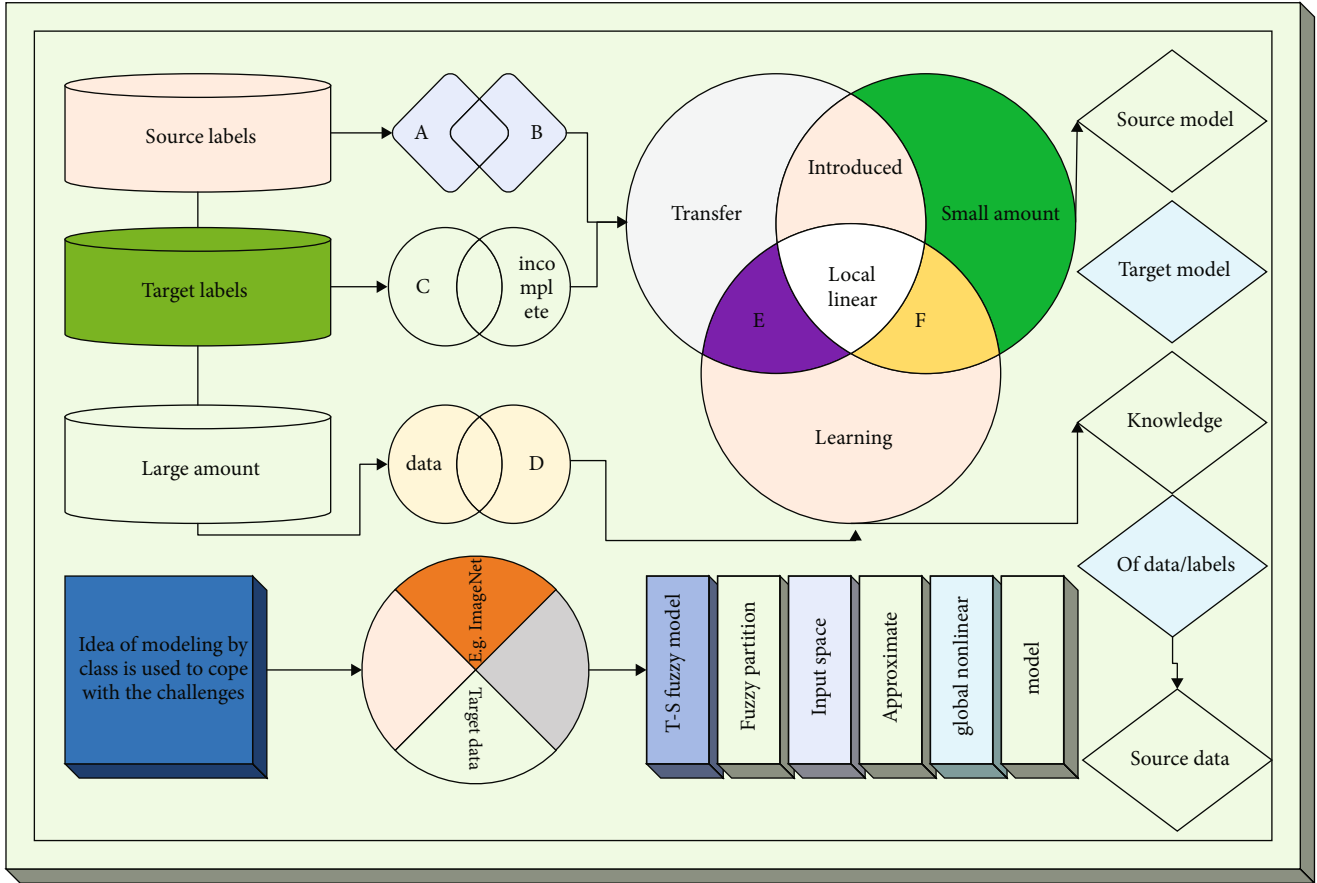 Source labels
A
B
Target labels
C
inco
mpl
ete
Large amount
data
D
Transfer
Introduced
Small amount
Local
linear
E
F
Learning
Source model
Target model
Knowledge
Of data/labels
Source data
Idea of modeling by
class is used to cope
with the challenges
E.g. ImageNet
Target data
T-S fuzzy model
Fuzzy partition
Input space
Approximate
global nonlinear
model